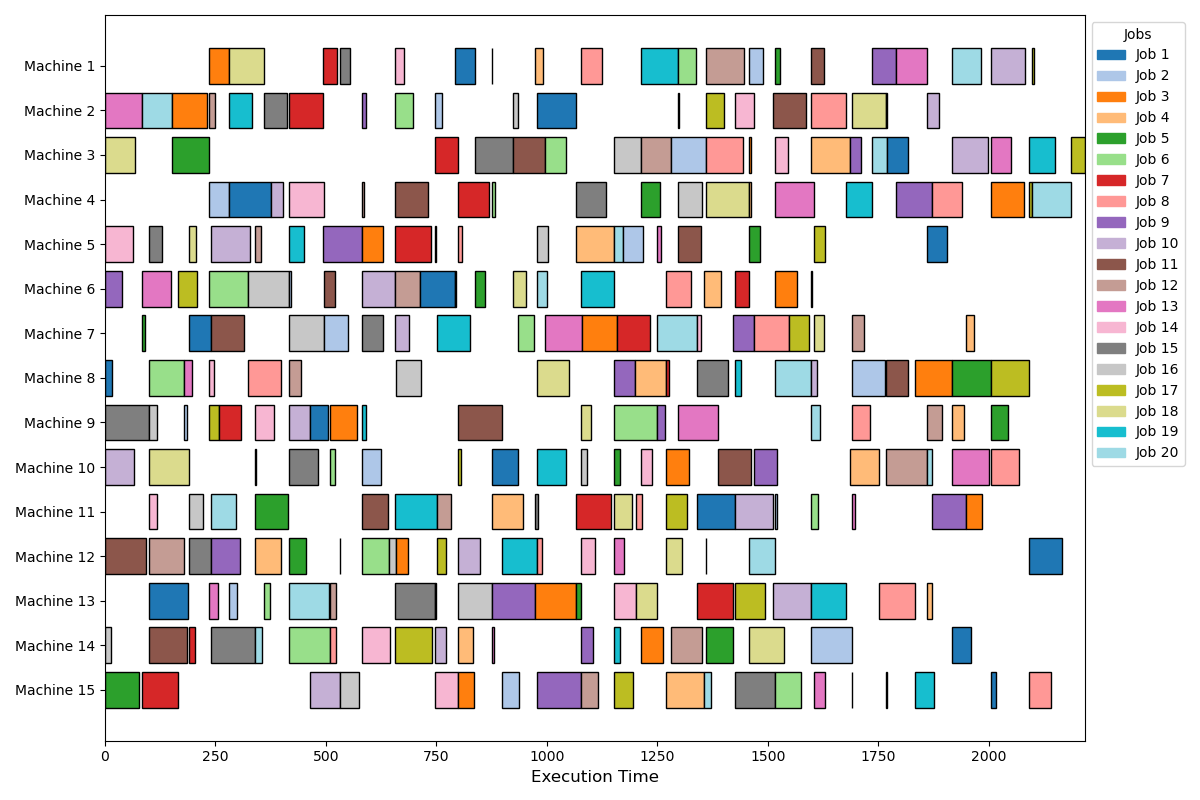 Machine 1
Machine 2
Machine 3
Machine 4
Machine 5
Machine 6
Machine 7
Machine 8
Machine 9
Machine 10
Machine 11
Machine 12
Machine 13
Machine 14
Machine 15
0 250 500 750 1000 1250 1500 1750 2000
Execution Time
Jobs
Job 1
Job 2
Job 3
Job 4
Job 5
Job 6
Job 7
Job 8
Job 9
Job 10
Job 11
Job 12
Job 13
Job 14
Job 15
Job 16
Job 17
Job 18
Job 19
Job 20